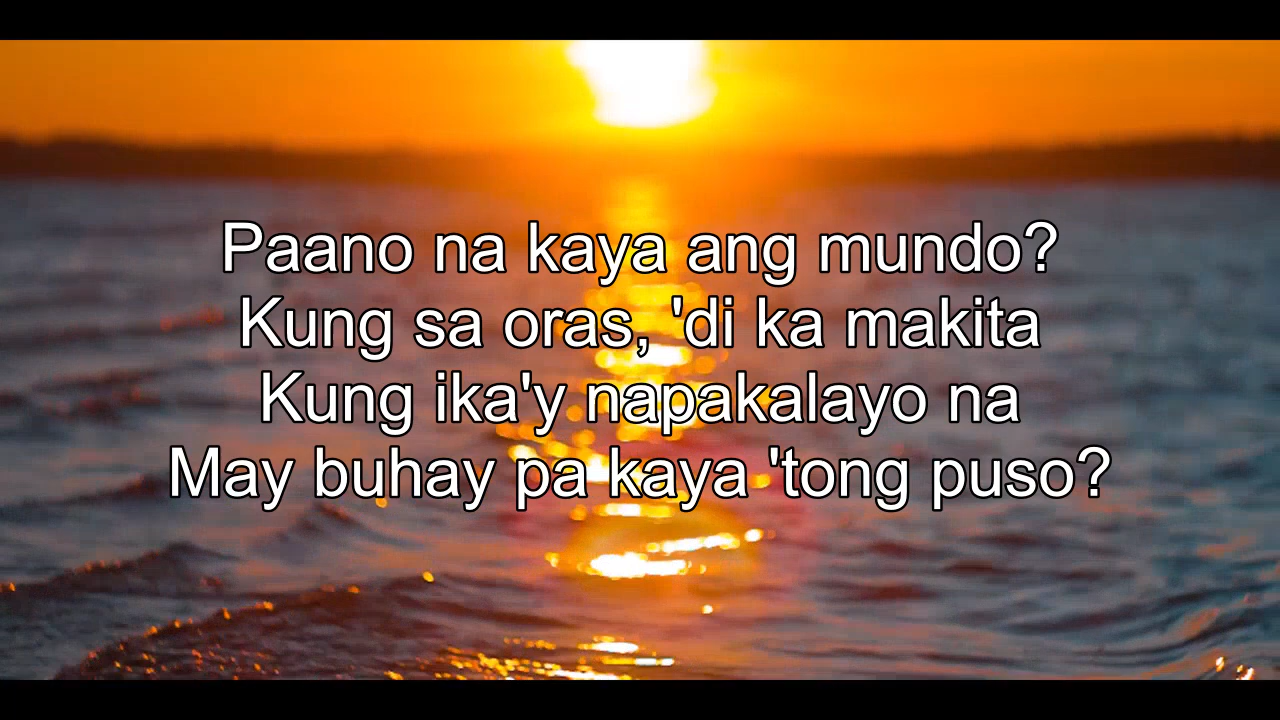 Paano na kaya ang mundo?
Kung sa oras, 'di ka makita
Kung ika'y napakalayo na
May buhay pa kaya 'tong puso?